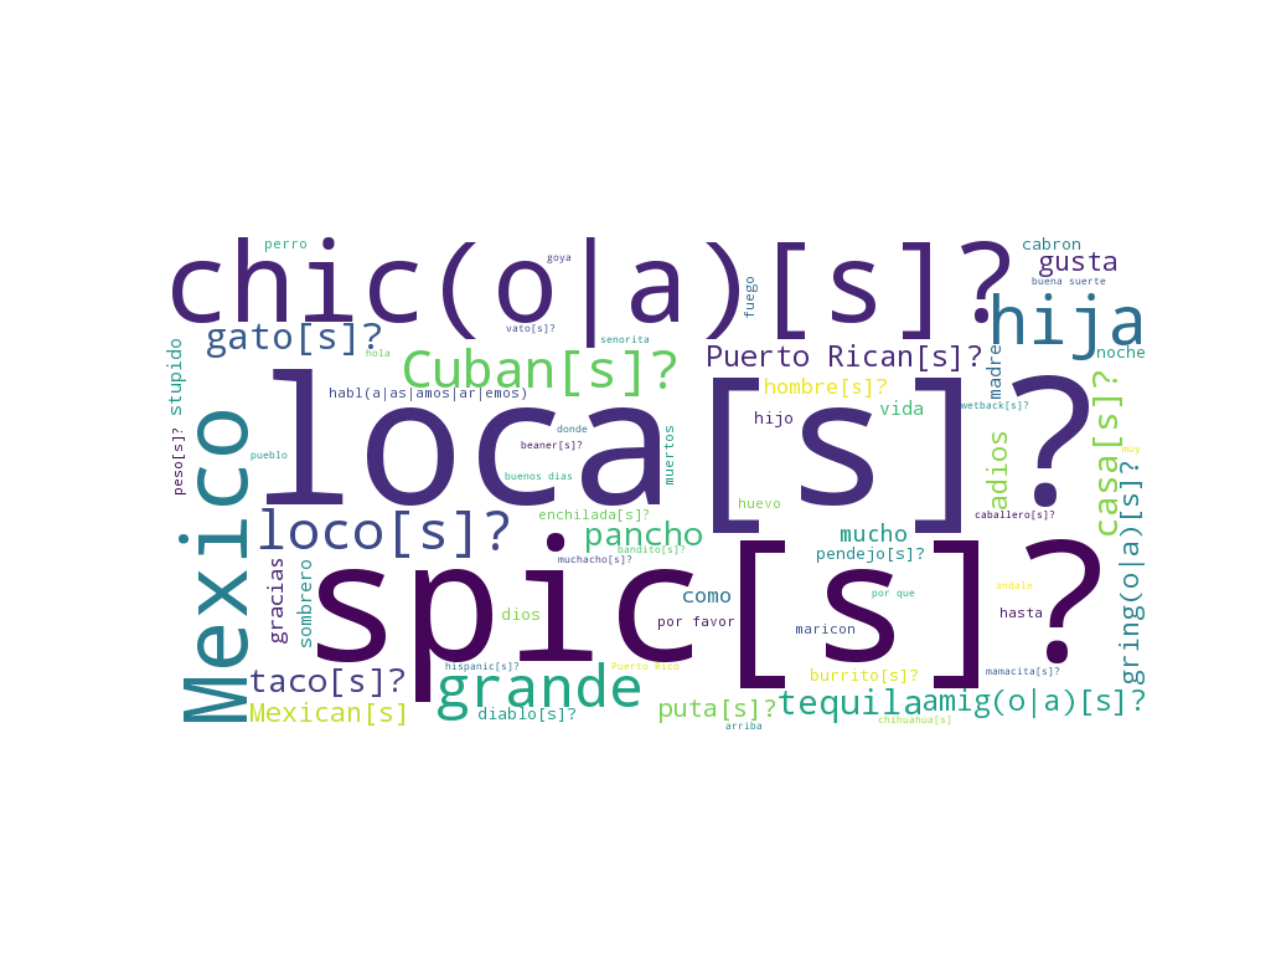 perro
chic(o|a)[s]?
goya
cabron
gusta
buena suerte
fuego
hija
gato[s]?
vato[s]?
senorita
hola
stupido
Cuban[s]?
Puerto Rican[s]?
madre
noche
habl(a|as|amos|ar|emos)
hombre[s]?
loca[s]?
hijo
vida
wetback[s]?
casa[s]?
peso[s]?
Mexico
pueblo
donde
beaner[s]?
muertos
buenos dias
adios
muy
huevo
gring(o|a)[s]?
loco[s]?
enchilada[s]?
pancho
bandito[s]?
muchacho[s]?
mucho
pendejo[s]?
caballero[s]?
gracias
sombrero
spic[s]?
dios
como
por favor
por que
maricon
andale
hasta
taco[s]?
hispanic[s]?
Puerto Rico
burrito[s]?
mamacita[s]?
Mexican[s]
grande
diablo[s]?
puta[s]?
tequila
amig(o|a)[s]?
arriba
chihuahua[s]